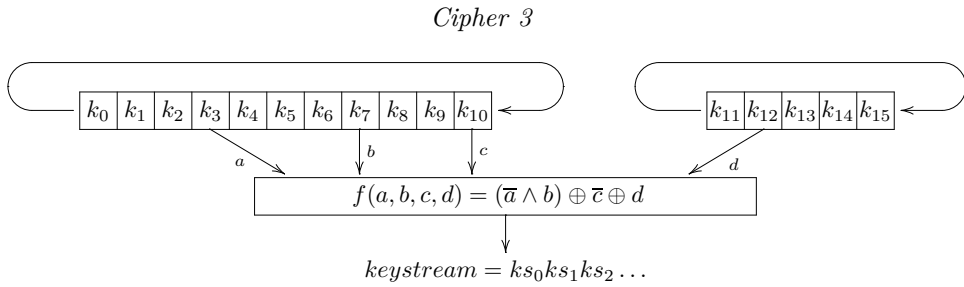 Cipher 3
k₀ k₁ k₂ k₃ k₄ k₅ k₆ k₇ k₈ k₉ k₁₀ k₁₁ k₁₂ k₁₃ k₁₄ k₁₅
a b c d
f(a, b, c, d) = (a̅ ∧ b) ⊕ c̅ ⊕ d
keystream = ks₀ks₁ks₂ …